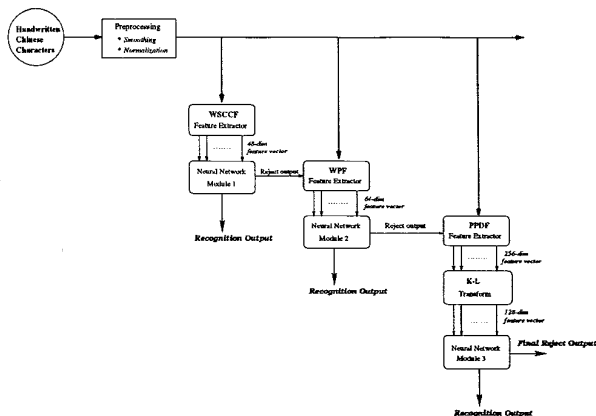 Handwritten
Chinese
Characters
Preprocessing
* Smoothing
* Normalization
WSCCF
Feature Extractor
........
48-dim
feature vector
Neural Network
Module 1
Reject output
Recognition Output
WPF
Feature Extractor
........
64-dim
feature vector
Neural Network
Module 2
Reject output
Recognition Output
PPDF
Feature Extractor
........
256-dim
feature vector
K-L
Transform
........
128-dim
feature vector
Neural Network
Module 3
Final Reject Output
Recognition Output